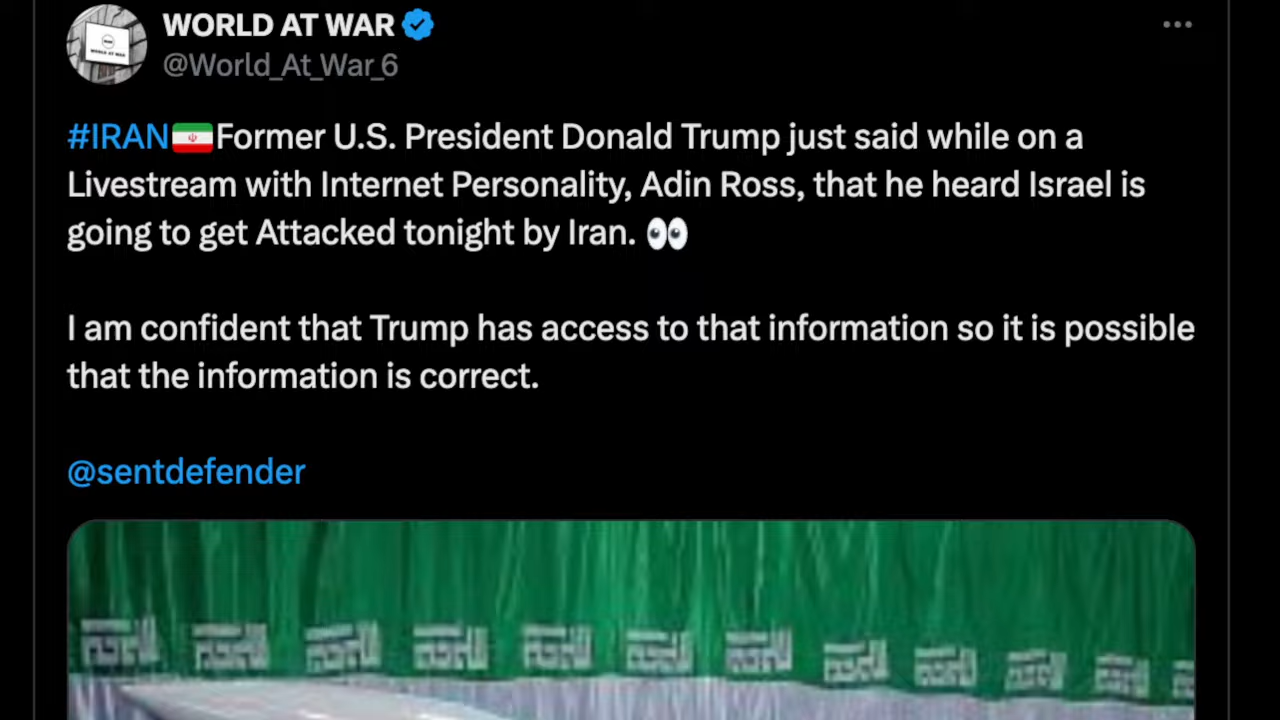 WORLD AT WAR
@World_At_War_6
#IRAN🇮🇷Former U.S. President Donald Trump just said while on a
Livestream with Internet Personality, Adin Ross, that he heard Israel is
going to get Attacked tonight by Iran. 👀
I am confident that Trump has access to that information so it is possible
that the information is correct.
@sentdefender